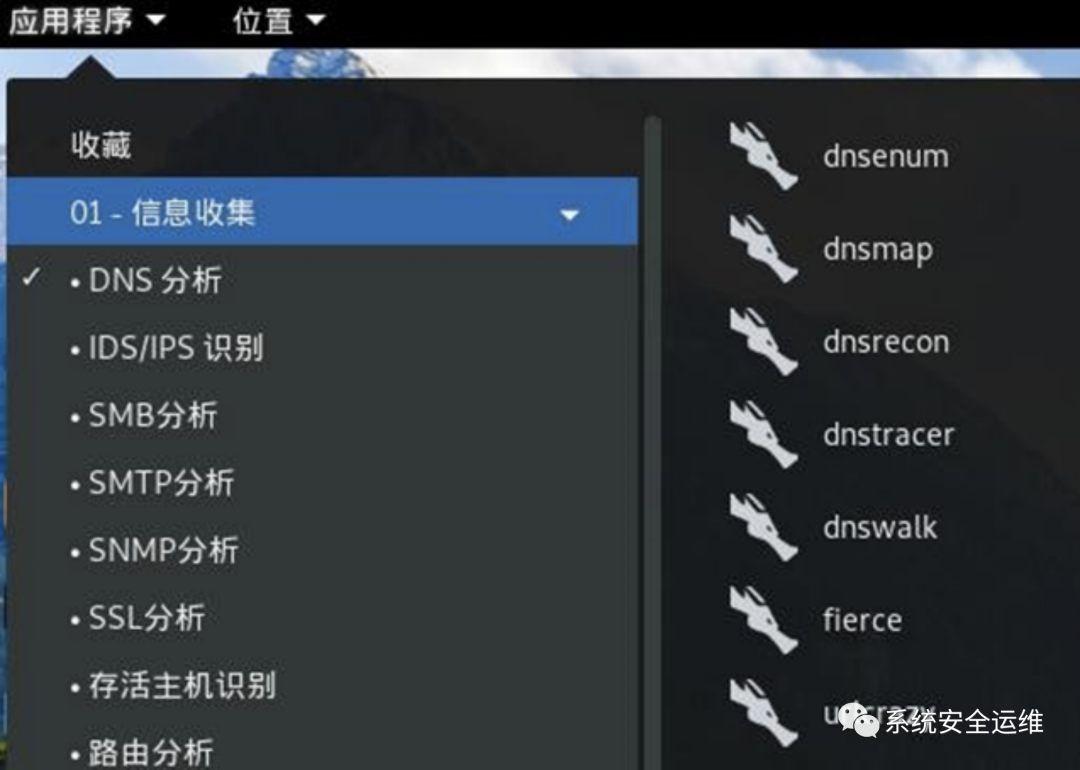 应用程序 位置
收藏
01 - 信息收集
• DNS 分析
• IDS/IPS 识别
• SMB分析
• SMTP分析
• SNMP分析
• SSL分析
• 存活主机识别
• 路由分析
dnsenum
dnsmap
dnsrecon
dnstracer
dnswalk
fierce
系统安全运维